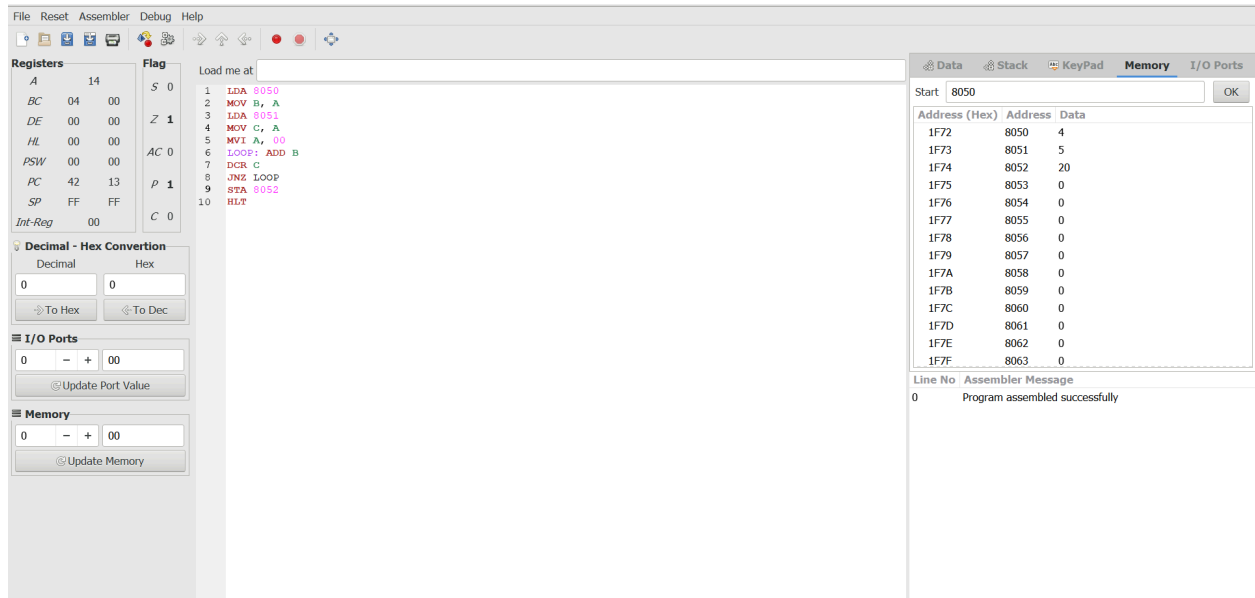 File Reset Assembler Debug Help
Registers
A 14
BC 04 00
DE 00 00
HL 00 00
PSW 00 00
PC 42 13
SP FF FF
Int-Reg 00
Flag
S 0
Z 1
AC 0
P 1
C 0
Decimal - Hex Convertion
Decimal Hex
0 0
To Hex To Dec
I/O Ports
0 − + 00
Update Port Value
Memory
0 − + 00
Update Memory
Load me at
1 LDA 8050
2 MOV B, A
3 LDA 8051
4 MOV C, A
5 MVI A, 00
6 LOOP: ADD B
7 DCR C
8 JNZ LOOP
9 STA 8052
10 HLT
Data Stack KeyPad Memory I/O Ports
Start 8050 OK
Address (Hex) Address Data
1F72 8050 4
1F73 8051 5
1F74 8052 20
1F75 8053 0
1F76 8054 0
1F77 8055 0
1F78 8056 0
1F79 8057 0
1F7A 8058 0
1F7B 8059 0
1F7C 8060 0
1F7D 8061 0
1F7E 8062 0
1F7F 8063 0
Line No Assembler Message
0 Program assembled successfully